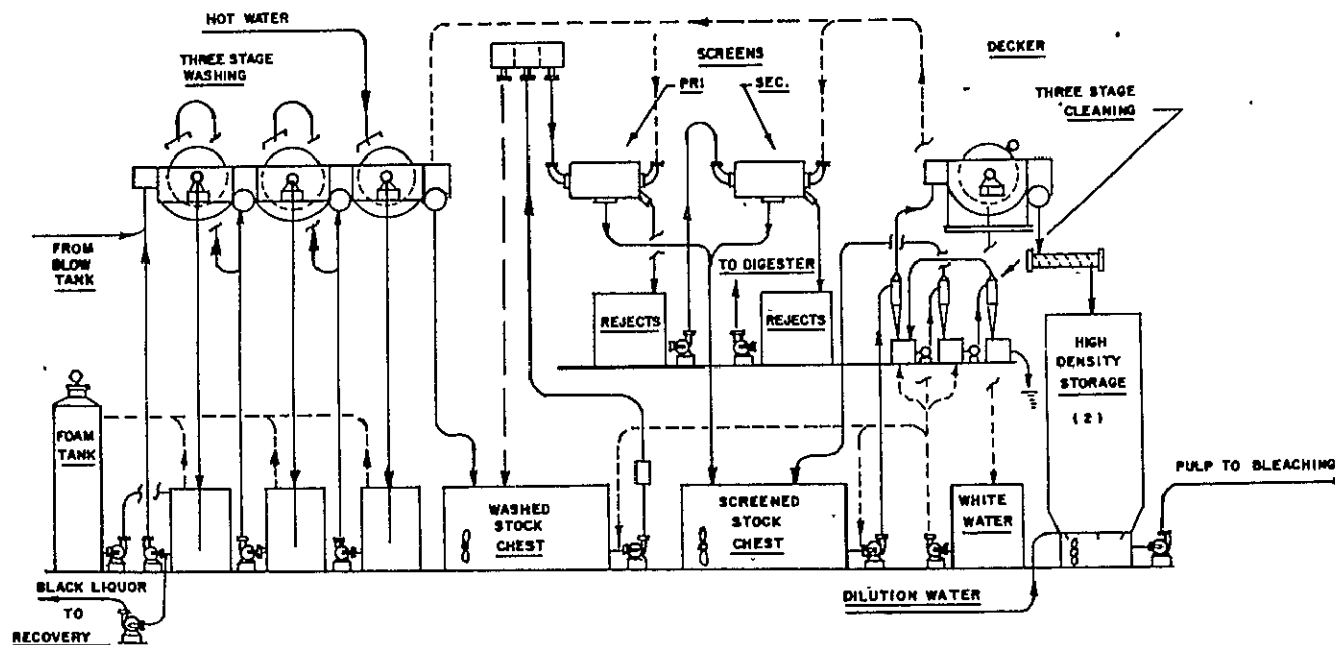 HOT WATER
THREE STAGE
WASHING
SCREENS
PRI
SEC.
DECKER
THREE STAGE
CLEANING
FROM
BLOW
TANK
TO DIGESTER
REJECTS
REJECTS
HIGH
DENSITY
STORAGE
(2)
FOAM
TANK
WASHED
STOCK
CHEST
SCREENED
STOCK
CHEST
WHITE
WATER
PULP TO BLEACHING
BLACK LIQUOR
TO
RECOVERY
DILUTION WATER